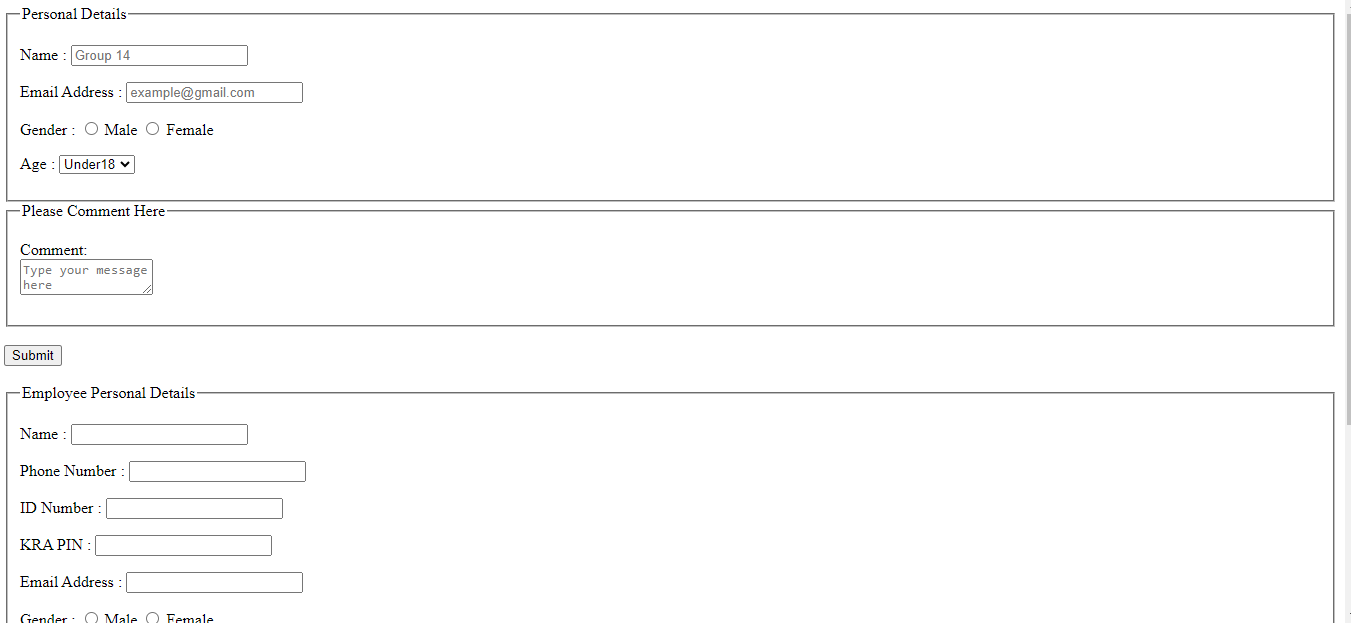 Personal Details
Name : Group 14
Email Address : example@gmail.com
Gender : Male Female
Age : Under18
Please Comment Here
Comment:
Type your message
here
Submit
Employee Personal Details
Name :
Phone Number :
ID Number :
KRA PIN :
Email Address :
Gender : Male Female